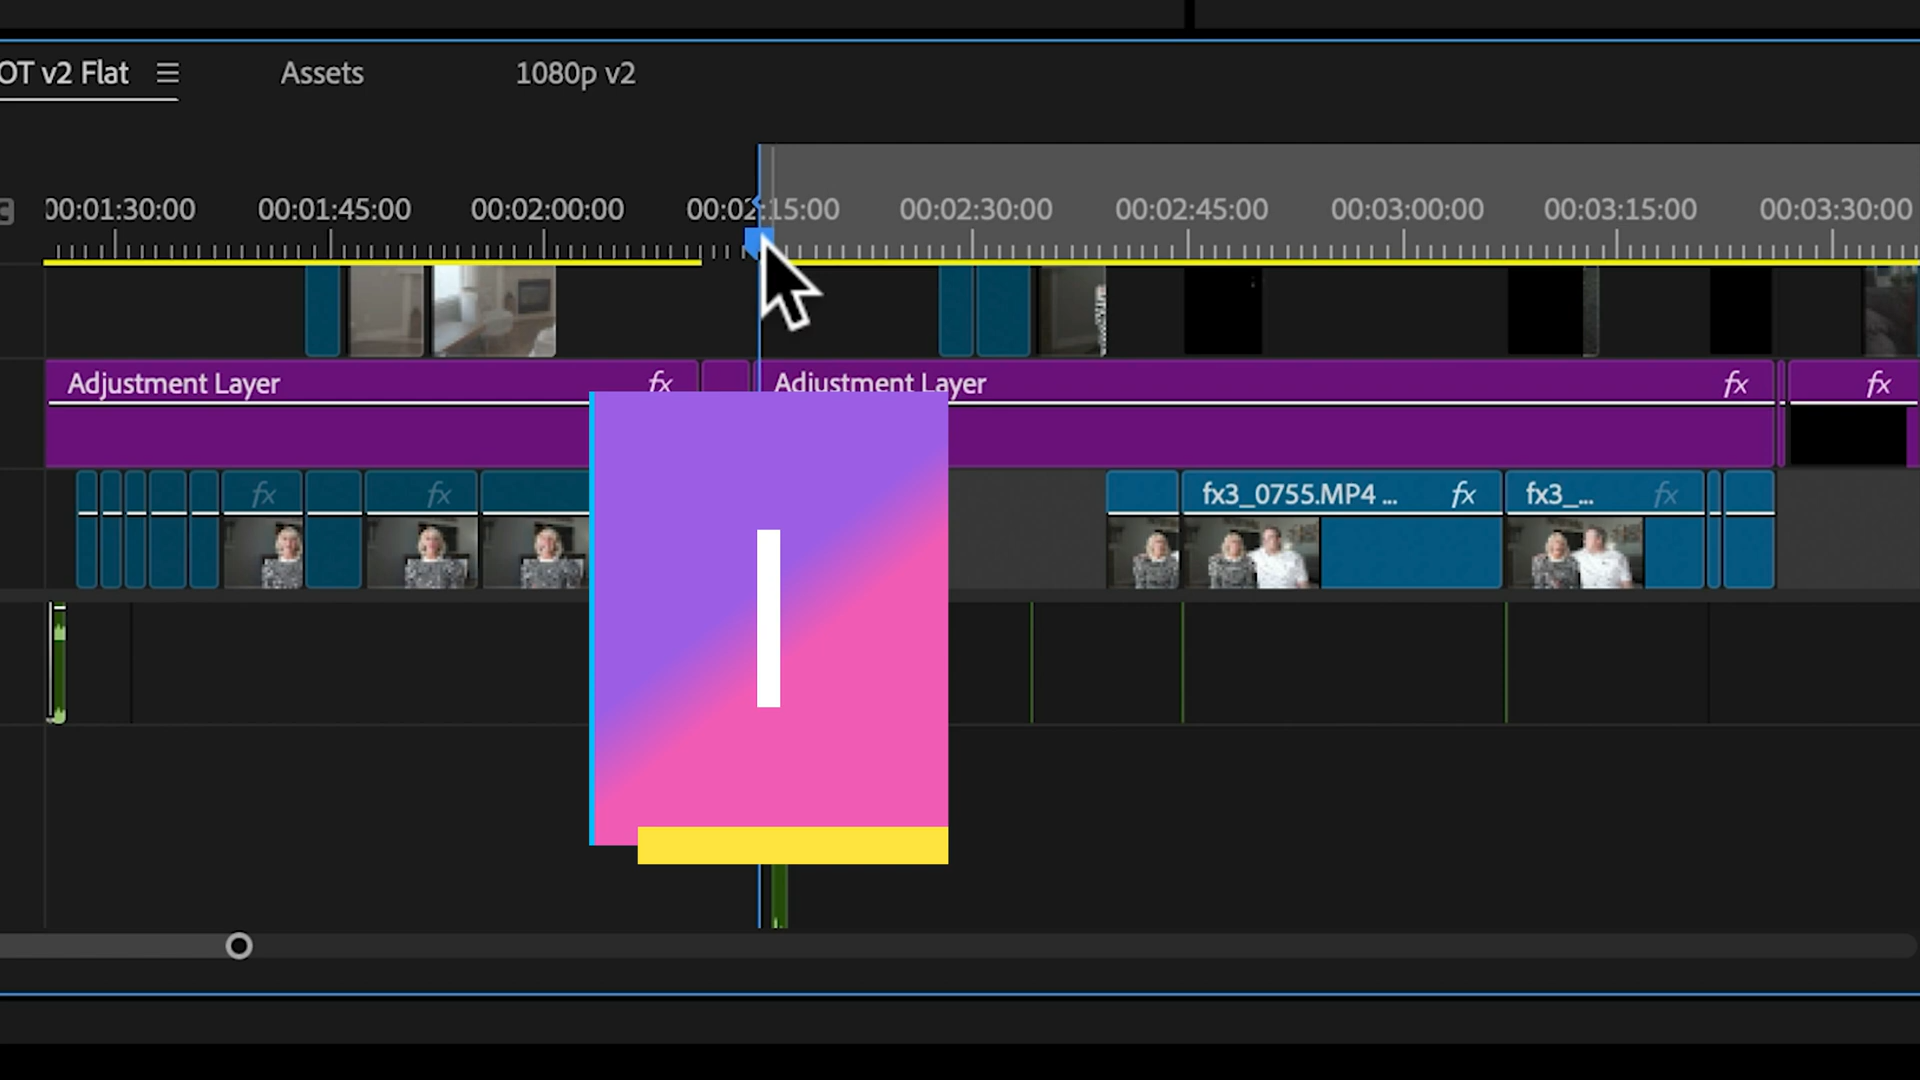 OT v2 Flat Assets 1080p v2
00:01:30:00 00:01:45:00 00:02:00:00 00:02:15:00 00:02:30:00 00:02:45:00 00:03:00:00 00:03:15:00 00:03:30:00
Adjustment Layer fx Adjustment Layer fx fx
fx fx fx3_0755.MP4 ... fx fx3_... fx
I